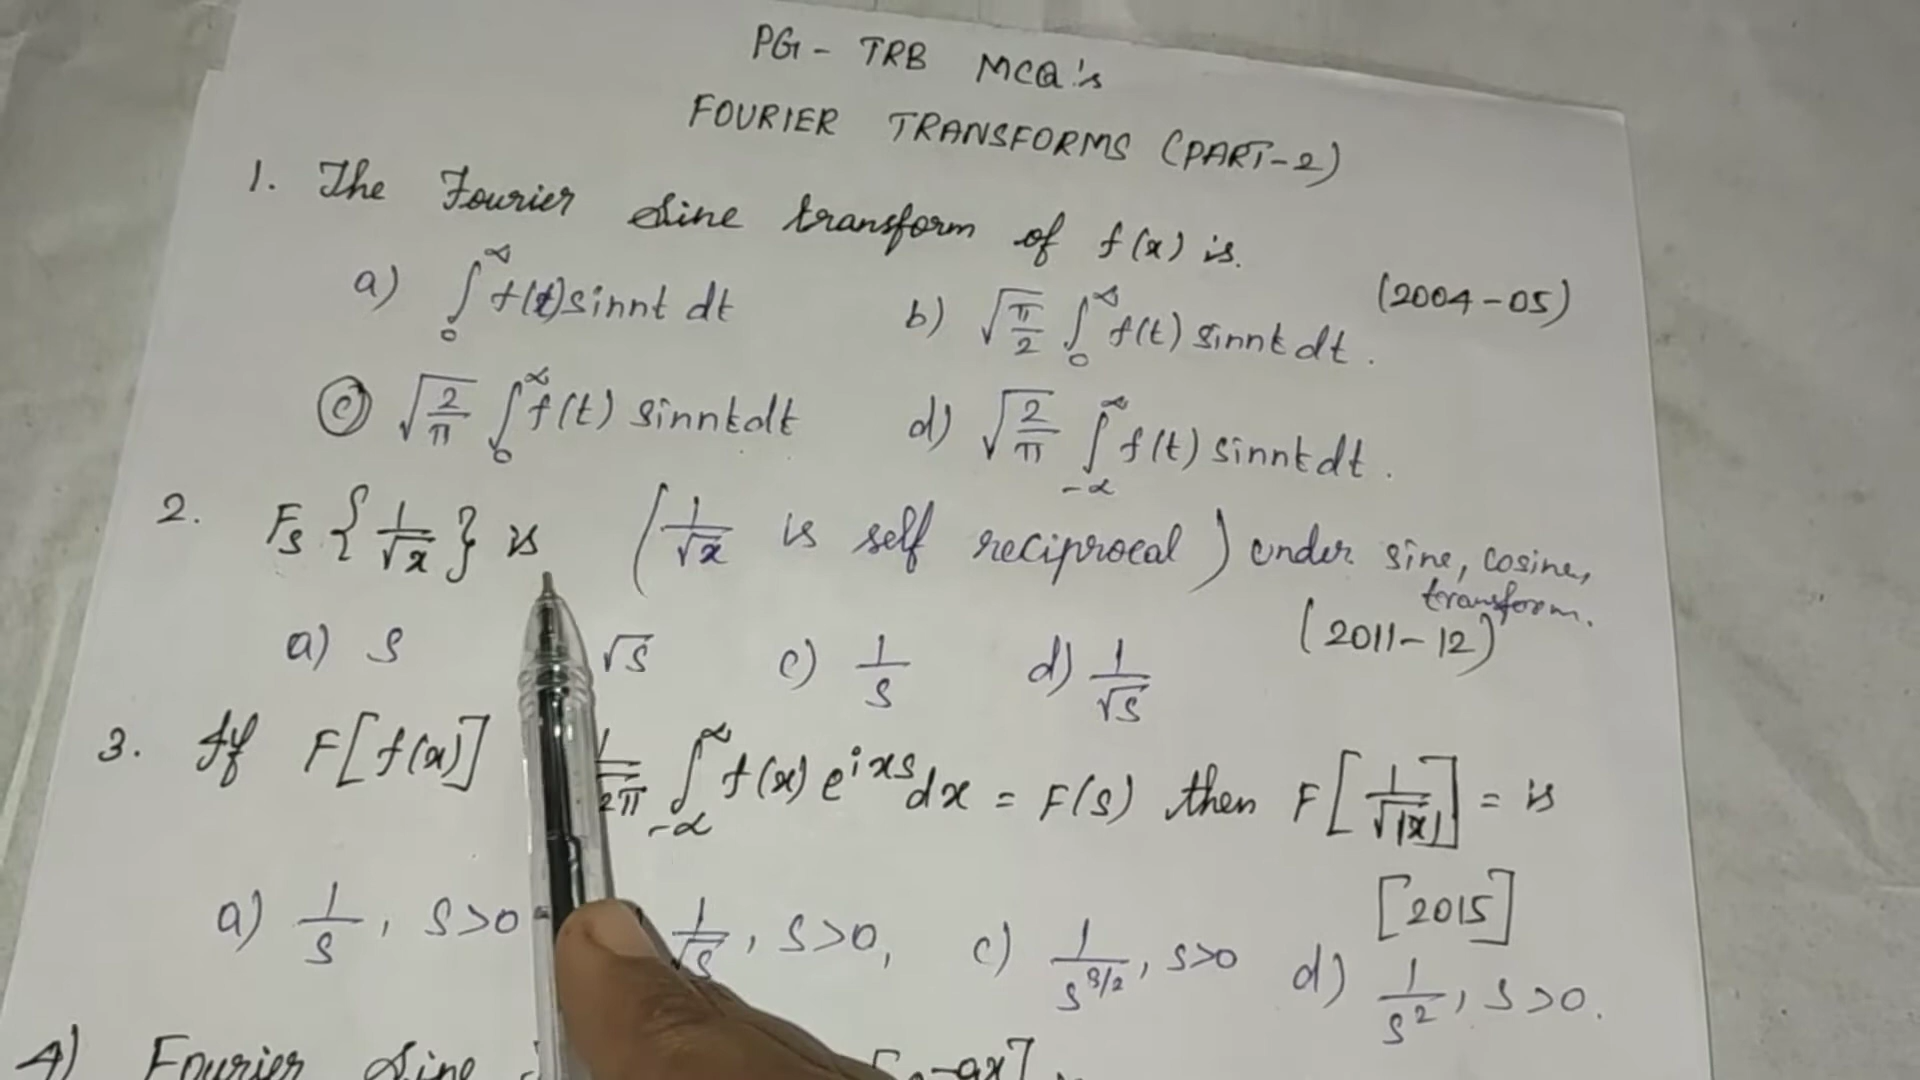 PG - TRB MCQ's
FOURIER TRANSFORMS (PART-2)
1. The Fourier Sine transform of f(x) is.
(2004-05)
a) ∫₀^∞ f(t) sinnt dt b) √(π/2) ∫₀^∞ f(t) sinnt dt.
c) √(2/π) ∫₀^∞ f(t) sinnt dt d) √(2/π) ∫₋∞^∞ f(t) sinnt dt.
2. Fs {1/√x} is (1/√x is self reciprocal) under sine, cosine,
transform.
(2011-12)
a) s √s c) 1/s d) 1/√s
3. If F[f(x)] 1/√2π ∫₋∞^∞ f(x) e^{ixs} dx = F(s) then F[1/√|x|] = is
[2015]
a) 1/s, s>0 1/√s, s>0, c) 1/s^{3/2}, s>0 d) 1/s², s>0.
4) Fourier Sine